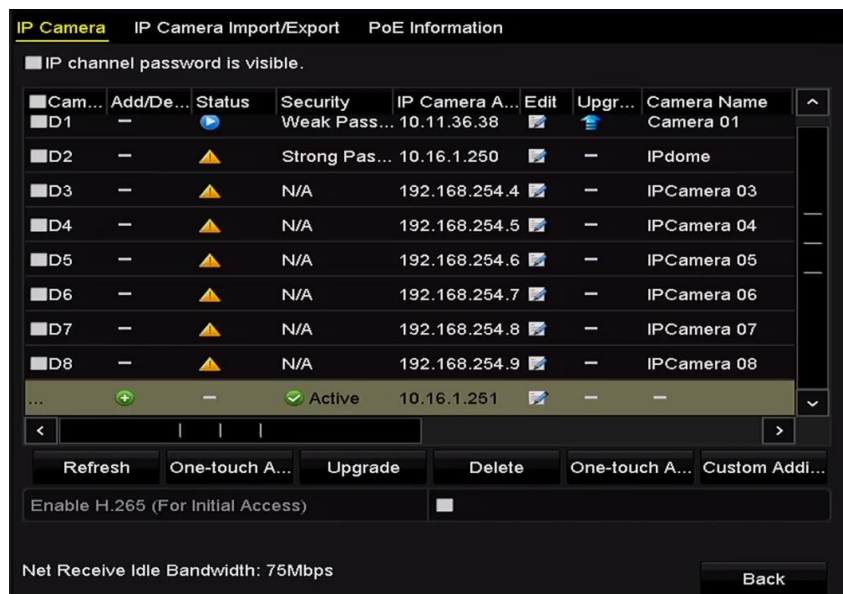 IP Camera IP Camera Import/Export PoE Information
IP channel password is visible.
Cam... Add/De... Status Security IP Camera A... Edit Upgr... Camera Name
D1 – Weak Pass... 10.11.36.38 Camera 01
D2 – Strong Pas... 10.16.1.250 – IPdome
D3 – N/A 192.168.254.4 – IPCamera 03
D4 – N/A 192.168.254.5 – IPCamera 04
D5 – N/A 192.168.254.6 – IPCamera 05
D6 – N/A 192.168.254.7 – IPCamera 06
D7 – N/A 192.168.254.8 – IPCamera 07
D8 – N/A 192.168.254.9 – IPCamera 08
... – Active 10.16.1.251 – –
Refresh One-touch A... Upgrade Delete One-touch A... Custom Addi...
Enable H.265 (For Initial Access)
Net Receive Idle Bandwidth: 75Mbps
Back